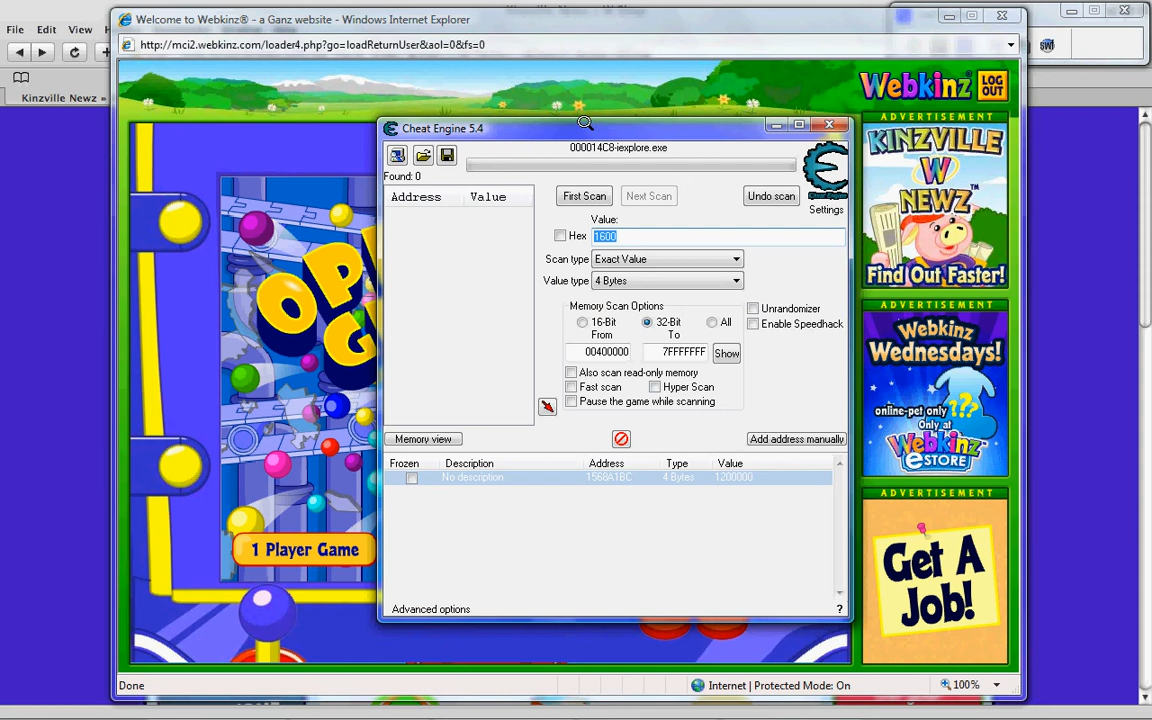 Welcome to Webkinz® - a Ganz website - Windows Internet Explorer
File Edit View
http://mci2.webkinz.com/loader4.php?go=loadReturnUser&aol=0&fs=0
Kinzville Newz »
Webkinz
LOG OUT
ADVERTISEMENT
KINZVILLE
W
NEWZ™
Find Out Faster!
ADVERTISEMENT
Webkinz
Wednesdays!
online-pet only
Only at
Webkinz
eSTORE
??
ADVERTISEMENT
Get A
Job!
1 Player Game
Cheat Engine 5.4
000014C8-iexplore.exe
Found: 0
Address Value
First Scan Next Scan Undo scan
Settings
Value:
Hex 1600
Scan type Exact Value
Value type 4 Bytes
Memory Scan Options
16-Bit 32-Bit All
From To
00400000 7FFFFFFF Show
Also scan read-only memory
Fast scan Hyper Scan
Pause the game while scanning
Unrandomizer
Enable Speedhack
Memory view Add address manually
Frozen Description Address Type Value
No description 1568A1BC 4 Bytes 1200000
Advanced options ?
Done Internet | Protected Mode: On 100%